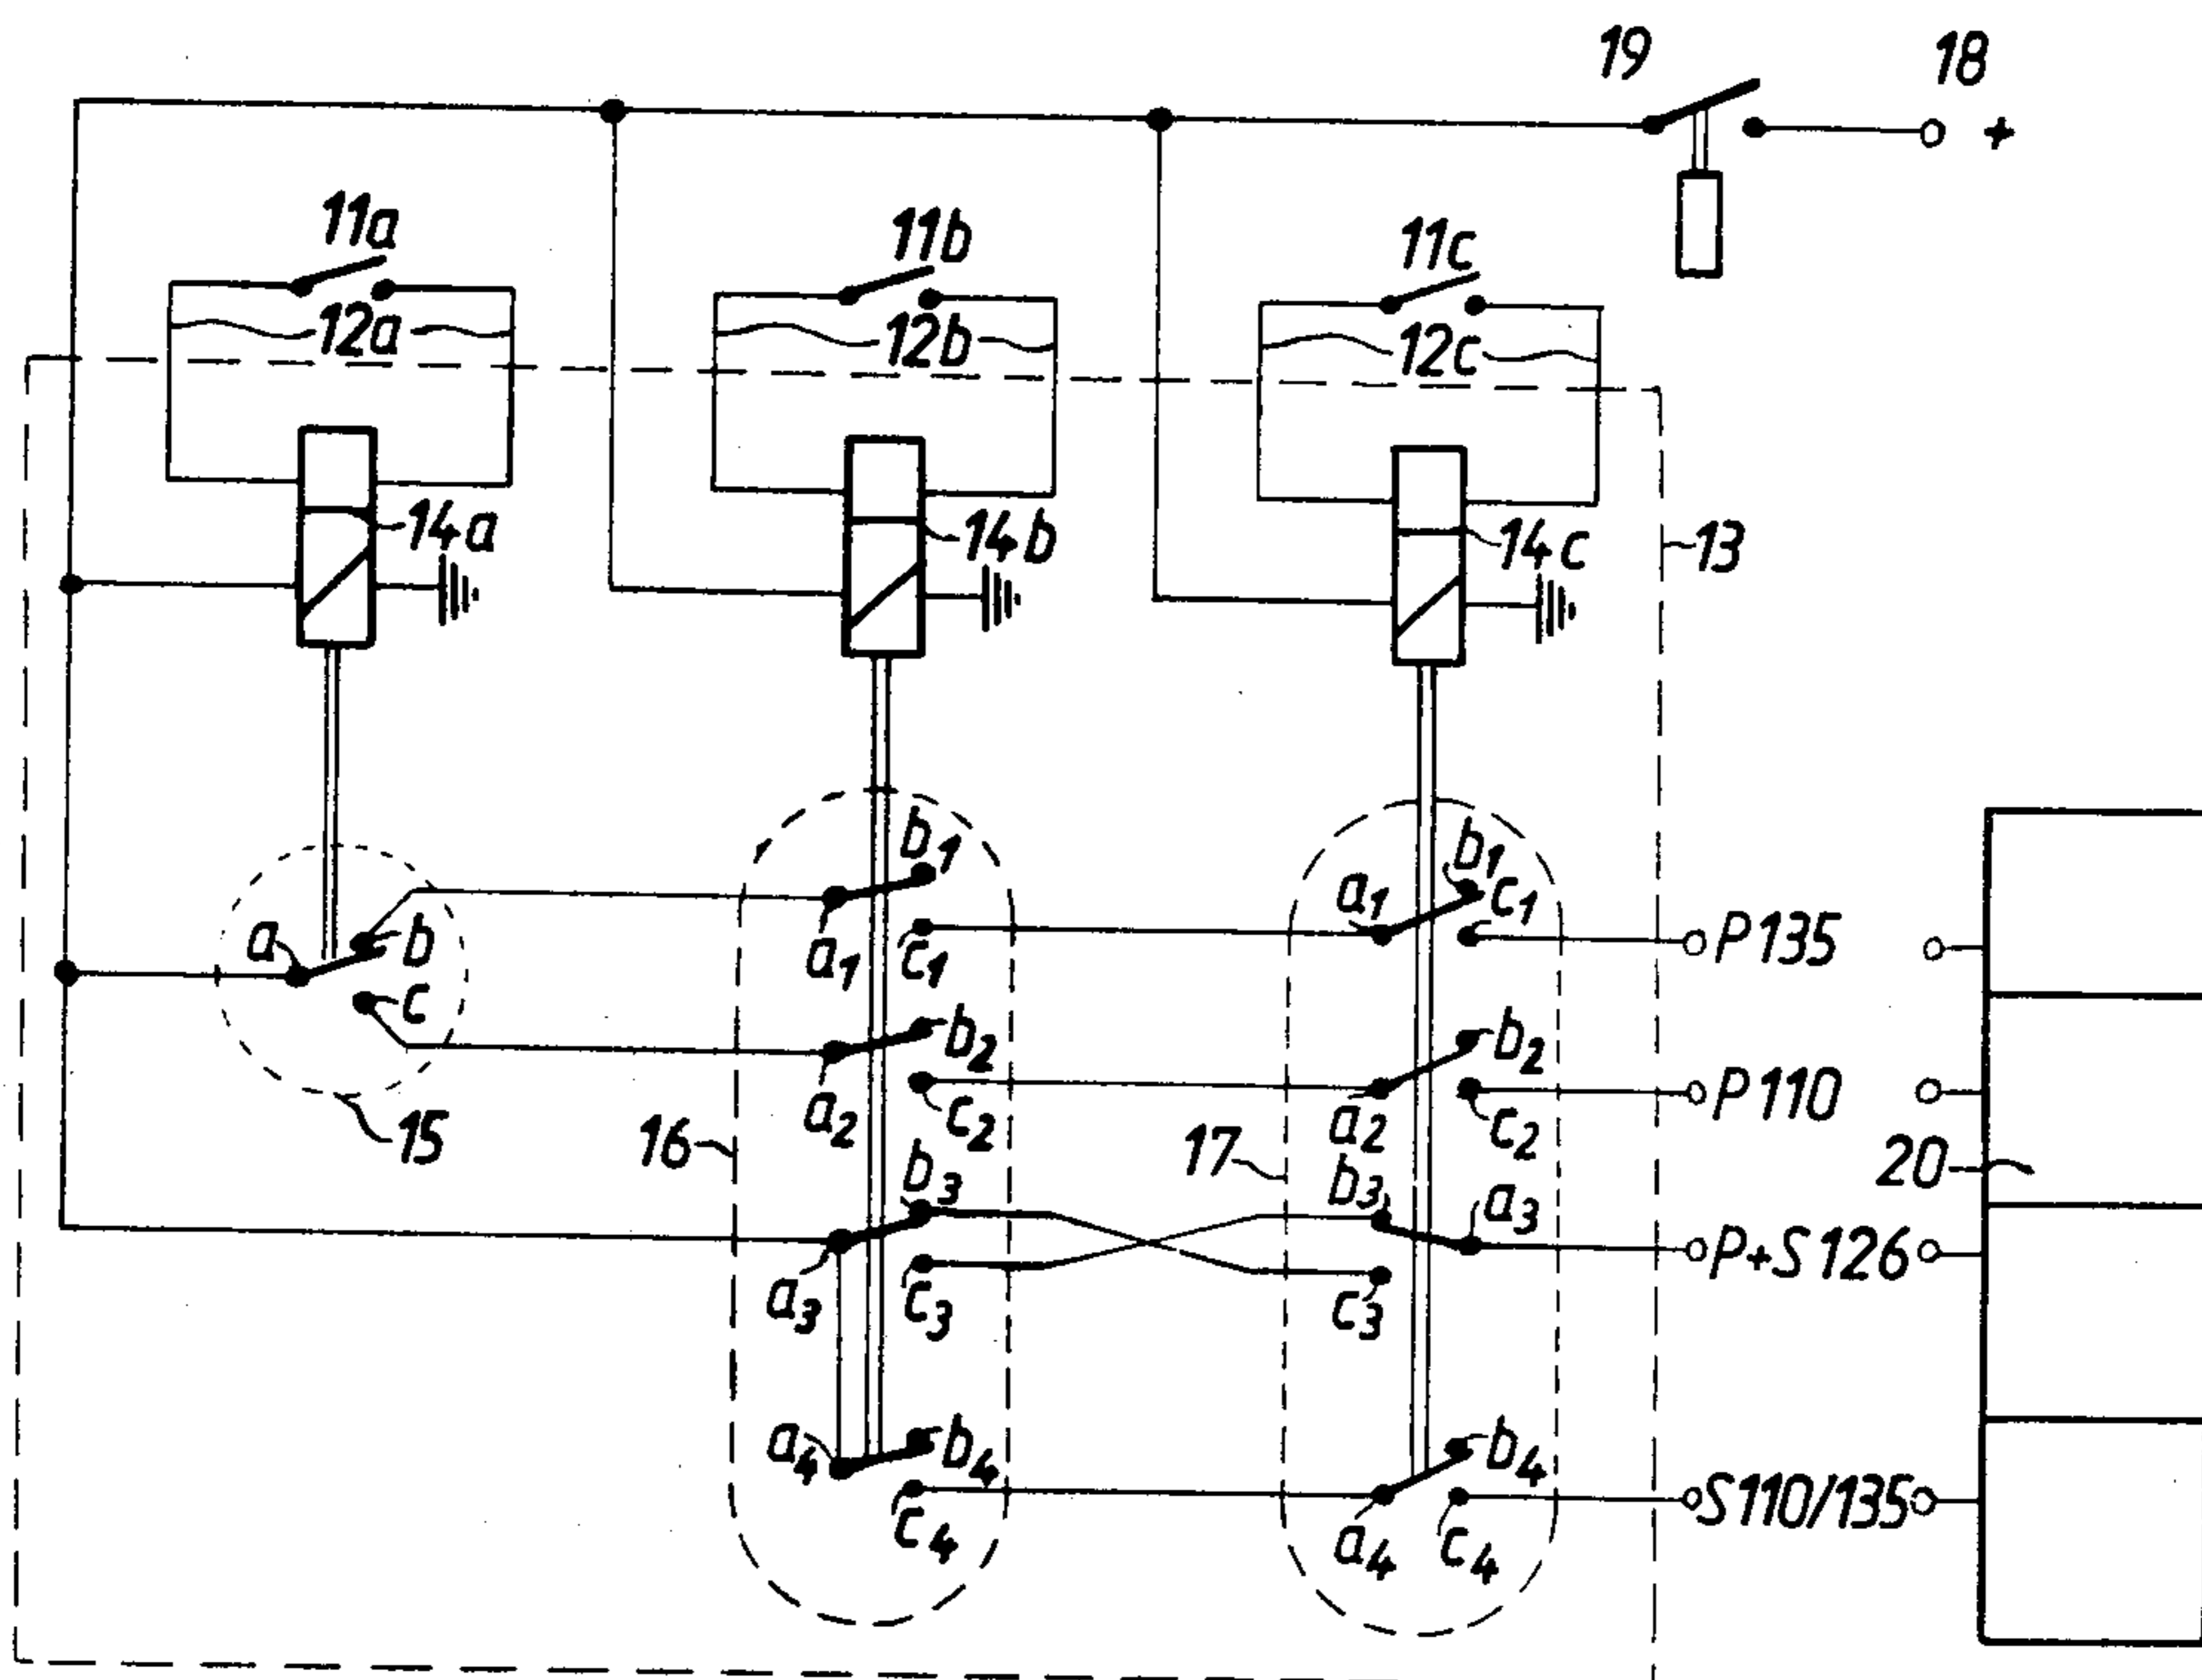 19 18
+
11a 11b 11c
12a 12b 12c
14a 14b 14c 13
b1 b1
a b a1 c1 a1 c1 P135
c
b2 b2
a2 c2 a2 c2 P110
15 16 17 20
b3 b3 a3
a3 c3 c3 P+S126
a4 b4 b4
c4 a4 c4 S110/135